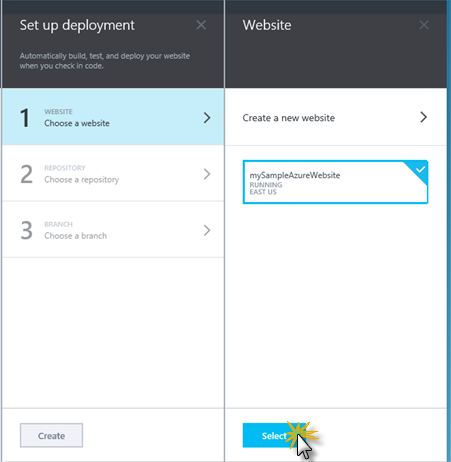 Set up deployment
Automatically build, test, and deploy your website
when you check in code.
1
WEBSITE
Choose a website
2
REPOSITORY
Choose a repository
3
BRANCH
Choose a branch
Create
Website
Create a new website
mySampleAzureWebsite
RUNNING
EAST US
Select